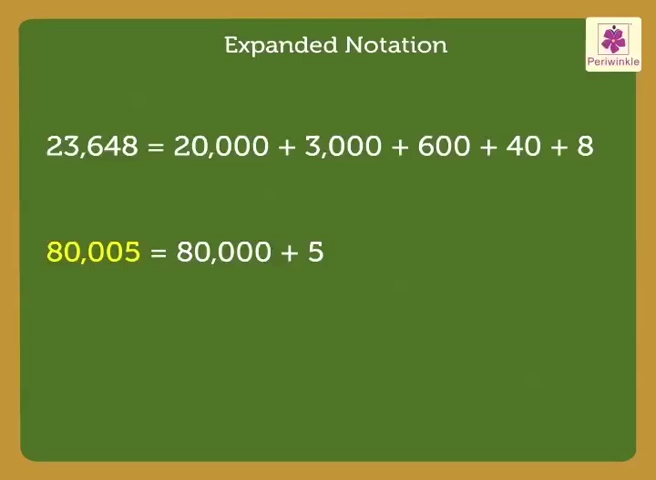 Expanded Notation
Periwinkle
23,648 = 20,000 + 3,000 + 600 + 40 + 8
80,005 = 80,000 + 5